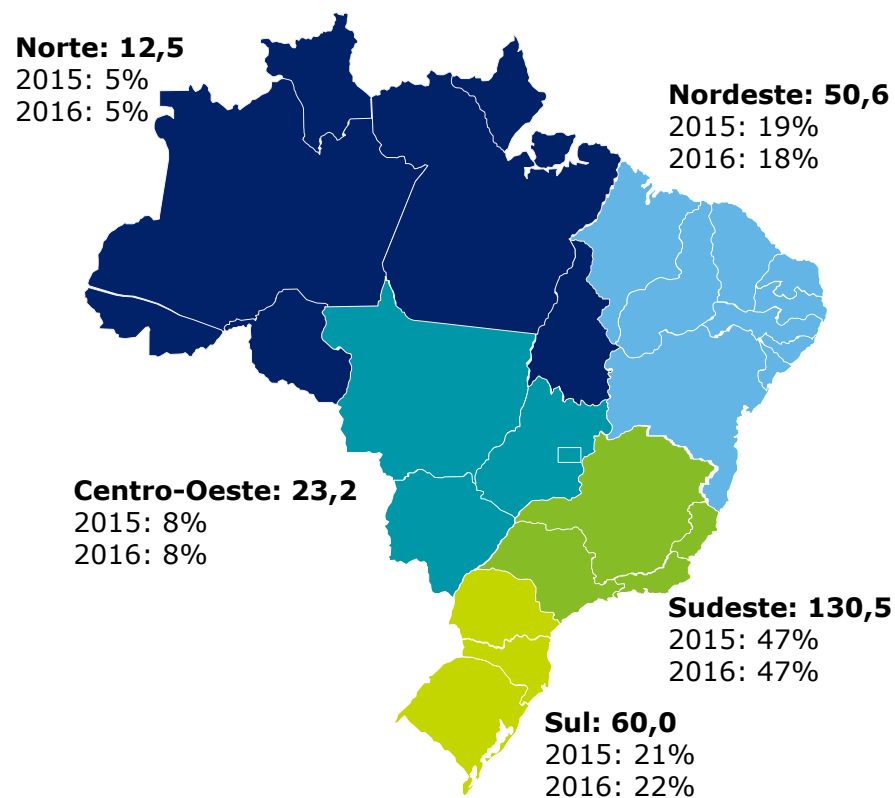 Norte: 12,5
2015: 5%
2016: 5%
Nordeste: 50,6
2015: 19%
2016: 18%
Centro-Oeste: 23,2
2015: 8%
2016: 8%
Sudeste: 130,5
2015: 47%
2016: 47%
Sul: 60,0
2015: 21%
2016: 22%